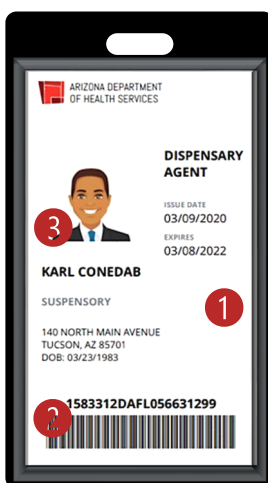 ARIZONA DEPARTMENT
OF HEALTH SERVICES
DISPENSARY
AGENT
ISSUE DATE
03/09/2020
EXPIRES
03/08/2022
3
KARL CONEDAB
SUSPENSORY
1
140 NORTH MAIN AVENUE
TUCSON, AZ 85701
DOB: 03/23/1983
1583312DAFL056631299
2